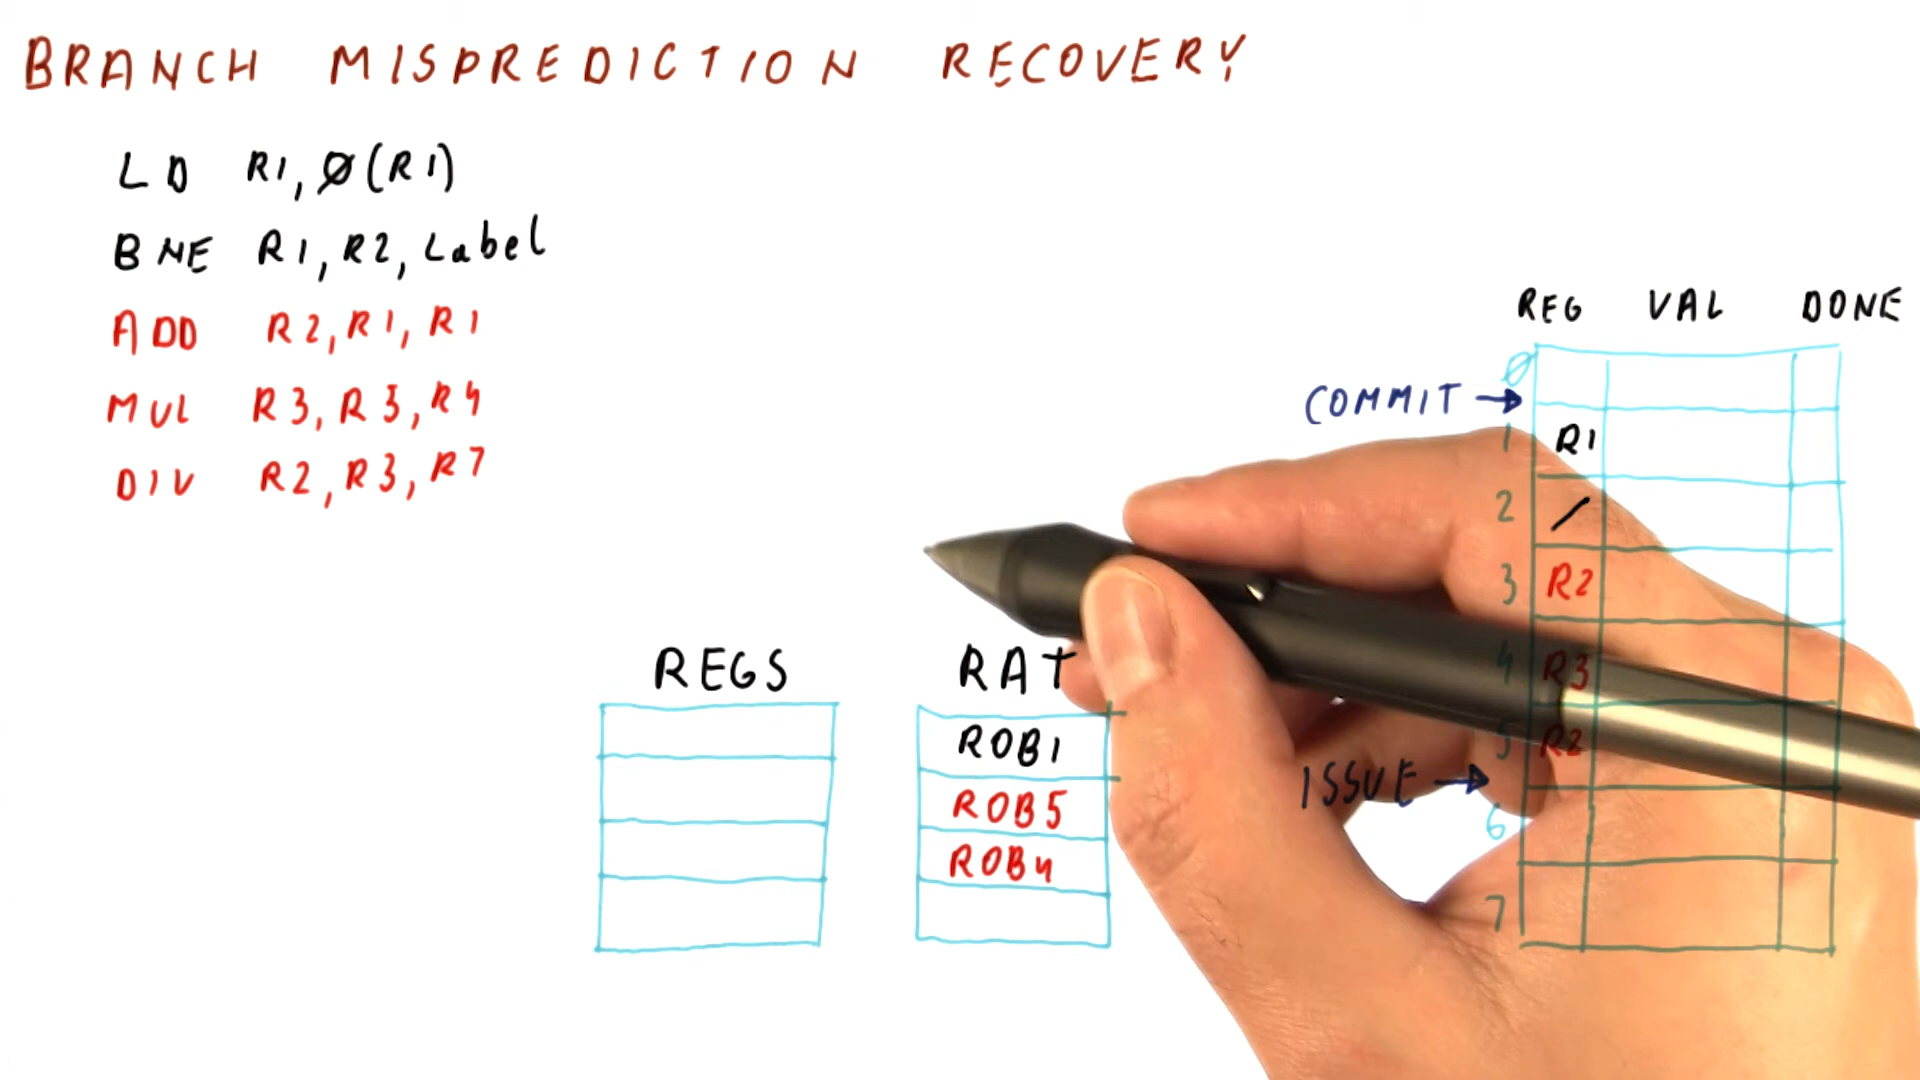 BRANCH MISPREDICTION RECOVERY
LD R1, Ø(R1)
BNE R1, R2, Label
ADD R2, R1, R1
MUL R3, R3, R4
DIV R2, R3, R7
REG VAL DONE
Ø
COMMIT →
1 R1
2 /
3 R2
4 R3
5 R2
ISSUE →
6
7
REGS
RAT
ROB1
ROB5
ROB4